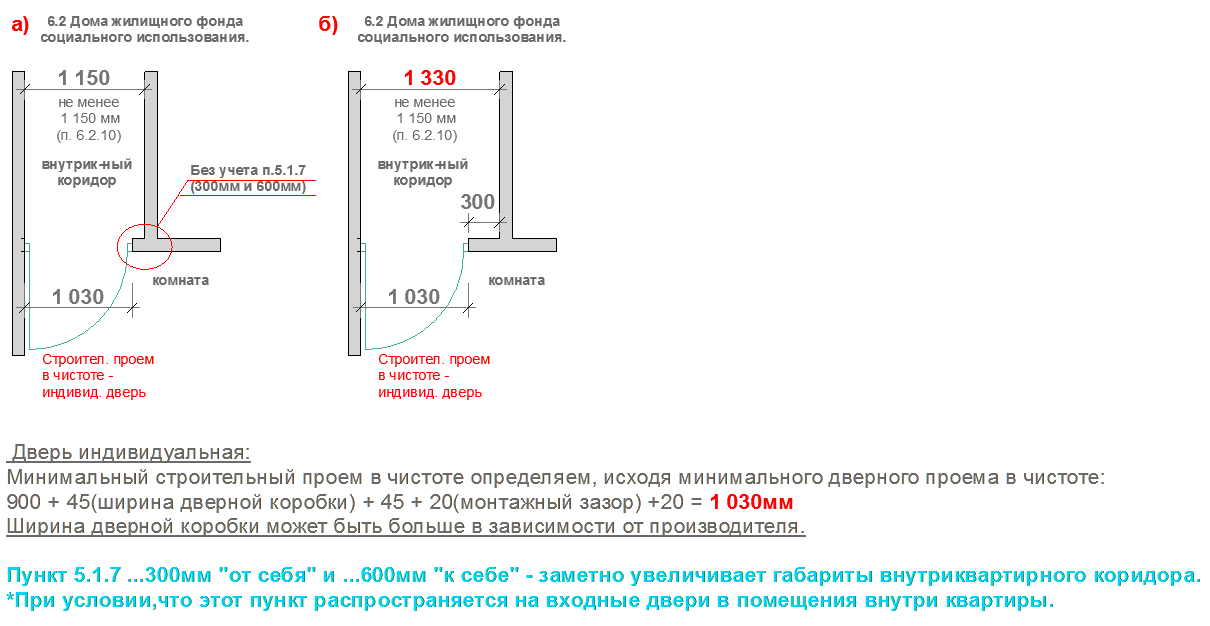 а)
6.2 Дома жилищного фонда
социального использования.
1 150
не менее
1 150 мм
(п. 6.2.10)
внутрик-ный
коридор
Без учета п.5.1.7
(300мм и 600мм)
комната
1 030
Строител. проем
в чистоте -
индивид. дверь
б)
6.2 Дома жилищного фонда
социального использования.
1 330
не менее
1 150 мм
(п. 6.2.10)
внутрик-ный
коридор
300
комната
1 030
Строител. проем
в чистоте -
индивид. дверь
Дверь индивидуальная:
Минимальный строительный проем в чистоте определяем, исходя минимального дверного проема в чистоте:
900 + 45(ширина дверной коробки) + 45 + 20(монтажный зазор) +20 = 1 030мм
Ширина дверной коробки может быть больше в зависимости от производителя.
Пункт 5.1.7 ...300мм "от себя" и ...600мм "к себе" - заметно увеличивает габариты внутриквартирного коридора.
*При условии,что этот пункт распространяется на входные двери в помещения внутри квартиры.